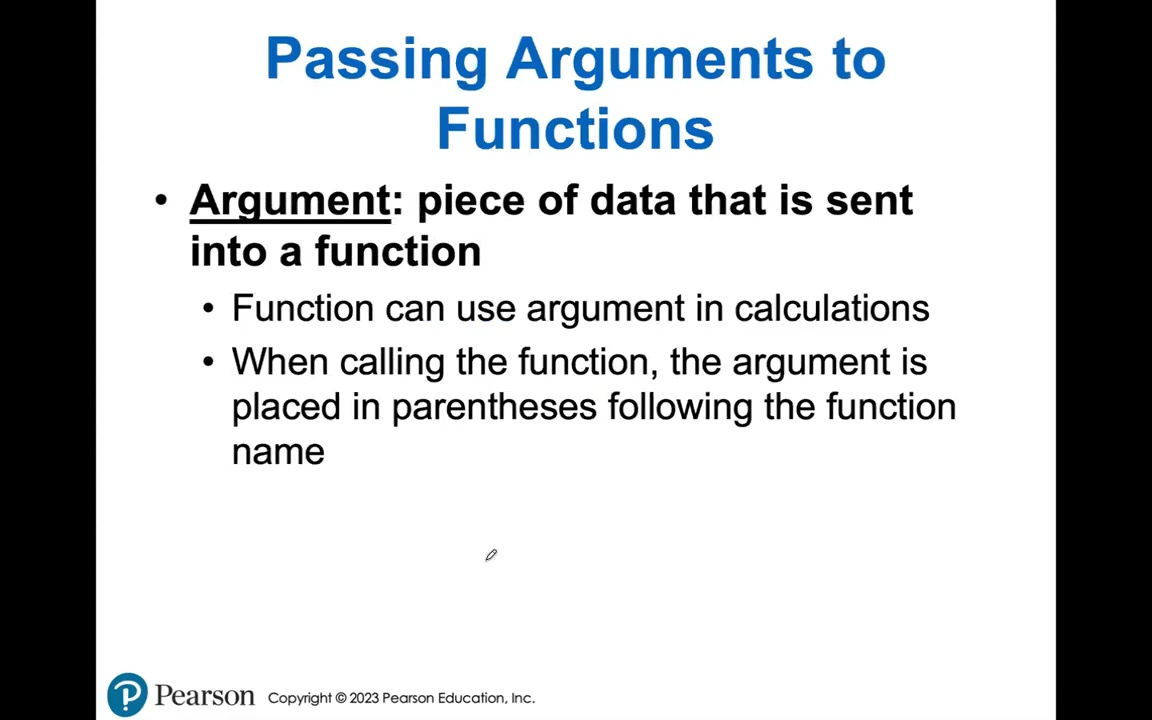 Passing Arguments to
Functions
• Argument: piece of data that is sent
into a function
• Function can use argument in calculations
• When calling the function, the argument is
placed in parentheses following the function
name
Pearson Copyright © 2023 Pearson Education, Inc.